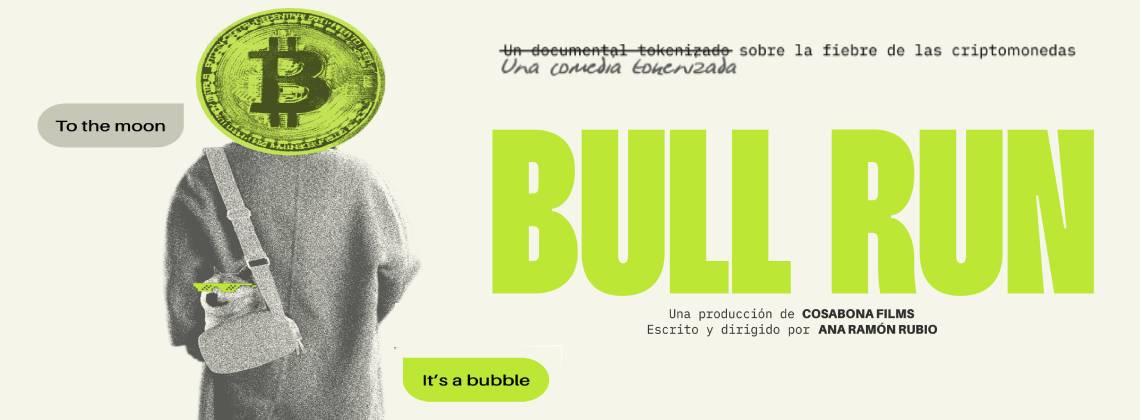 To the moon
Un documental tokenizado sobre la fiebre de las criptomonedas
Una comedia tokenizada
BULL RUN
Una producción de COSABONA FILMS
Escrito y dirigido por ANA RAMÓN RUBIO
It's a bubble